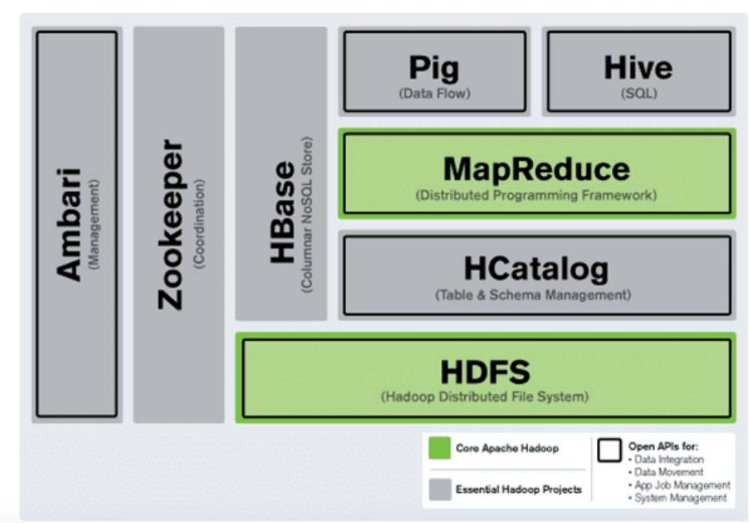 Ambari
(Management)
Zookeeper
(Coordination)
HBase
(Columnar NoSQL Store)
Pig
(Data Flow)
Hive
(SQL)
MapReduce
(Distributed Programming Framework)
HCatalog
(Table & Schema Management)
HDFS
(Hadoop Distributed File System)
Core Apache Hadoop
Essential Hadoop Projects
Open APIs for:
• Data Integration
• Data Movement
• App Job Management
• System Management